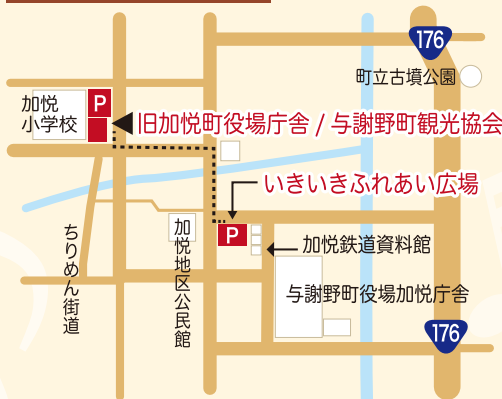 176
町立古墳公園
加悦
小学校
P
旧加悦町役場庁舎 / 与謝野町観光協会
いきいきふれあい広場
P
加悦地区公民館
ちりめん街道
加悦鉄道資料館
与謝野町役場加悦庁舎
176